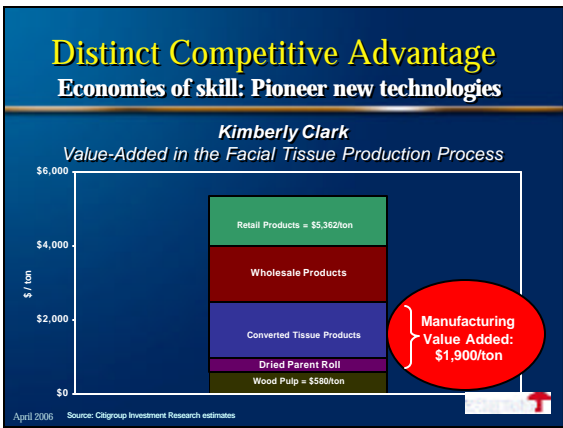 Distinct Competitive Advantage
Economies of skill: Pioneer new technologies
Kimberly Clark
Value-Added in the Facial Tissue Production Process
$6,000
$4,000
$2,000
$0
$ / ton
Retail Products = $5,362/ton
Wholesale Products
Converted Tissue Products
Dried Parent Roll
Wood Pulp = $580/ton
Manufacturing
Value Added:
$1,900/ton
April 2006
Source: Citigroup Investment Research estimates